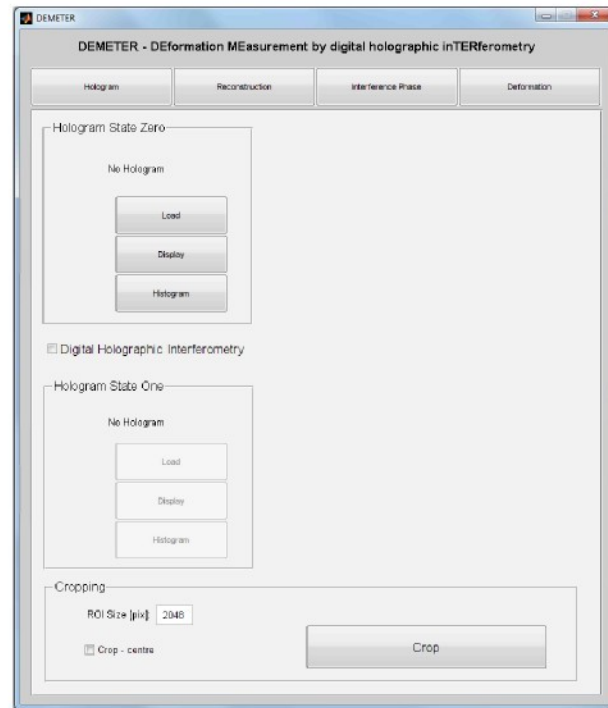 DEMETER
DEMETER - DEformation MEasurement by digital holographic inTERferometry
Hologram Reconstruction Interference Phase Deformation
Hologram State Zero
No Hologram
Load
Display
Histogram
Digital Holographic Interferometry
Hologram State One
No Hologram
Load
Display
Histogram
Cropping
ROI Size [pix]: 2048
Crop - centre
Crop